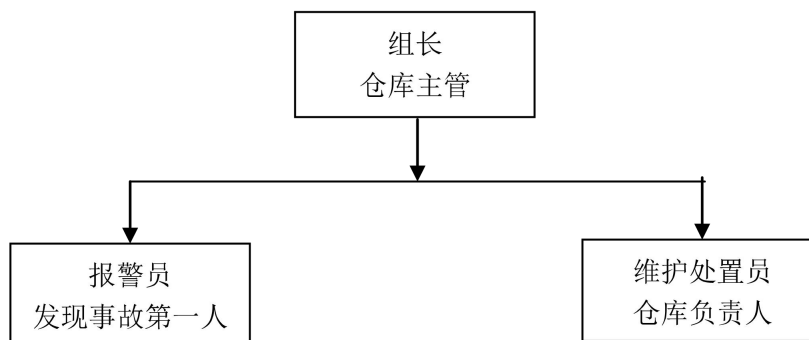 组长
仓库主管
报警员
发现事故第一人
维护处置员
仓库负责人